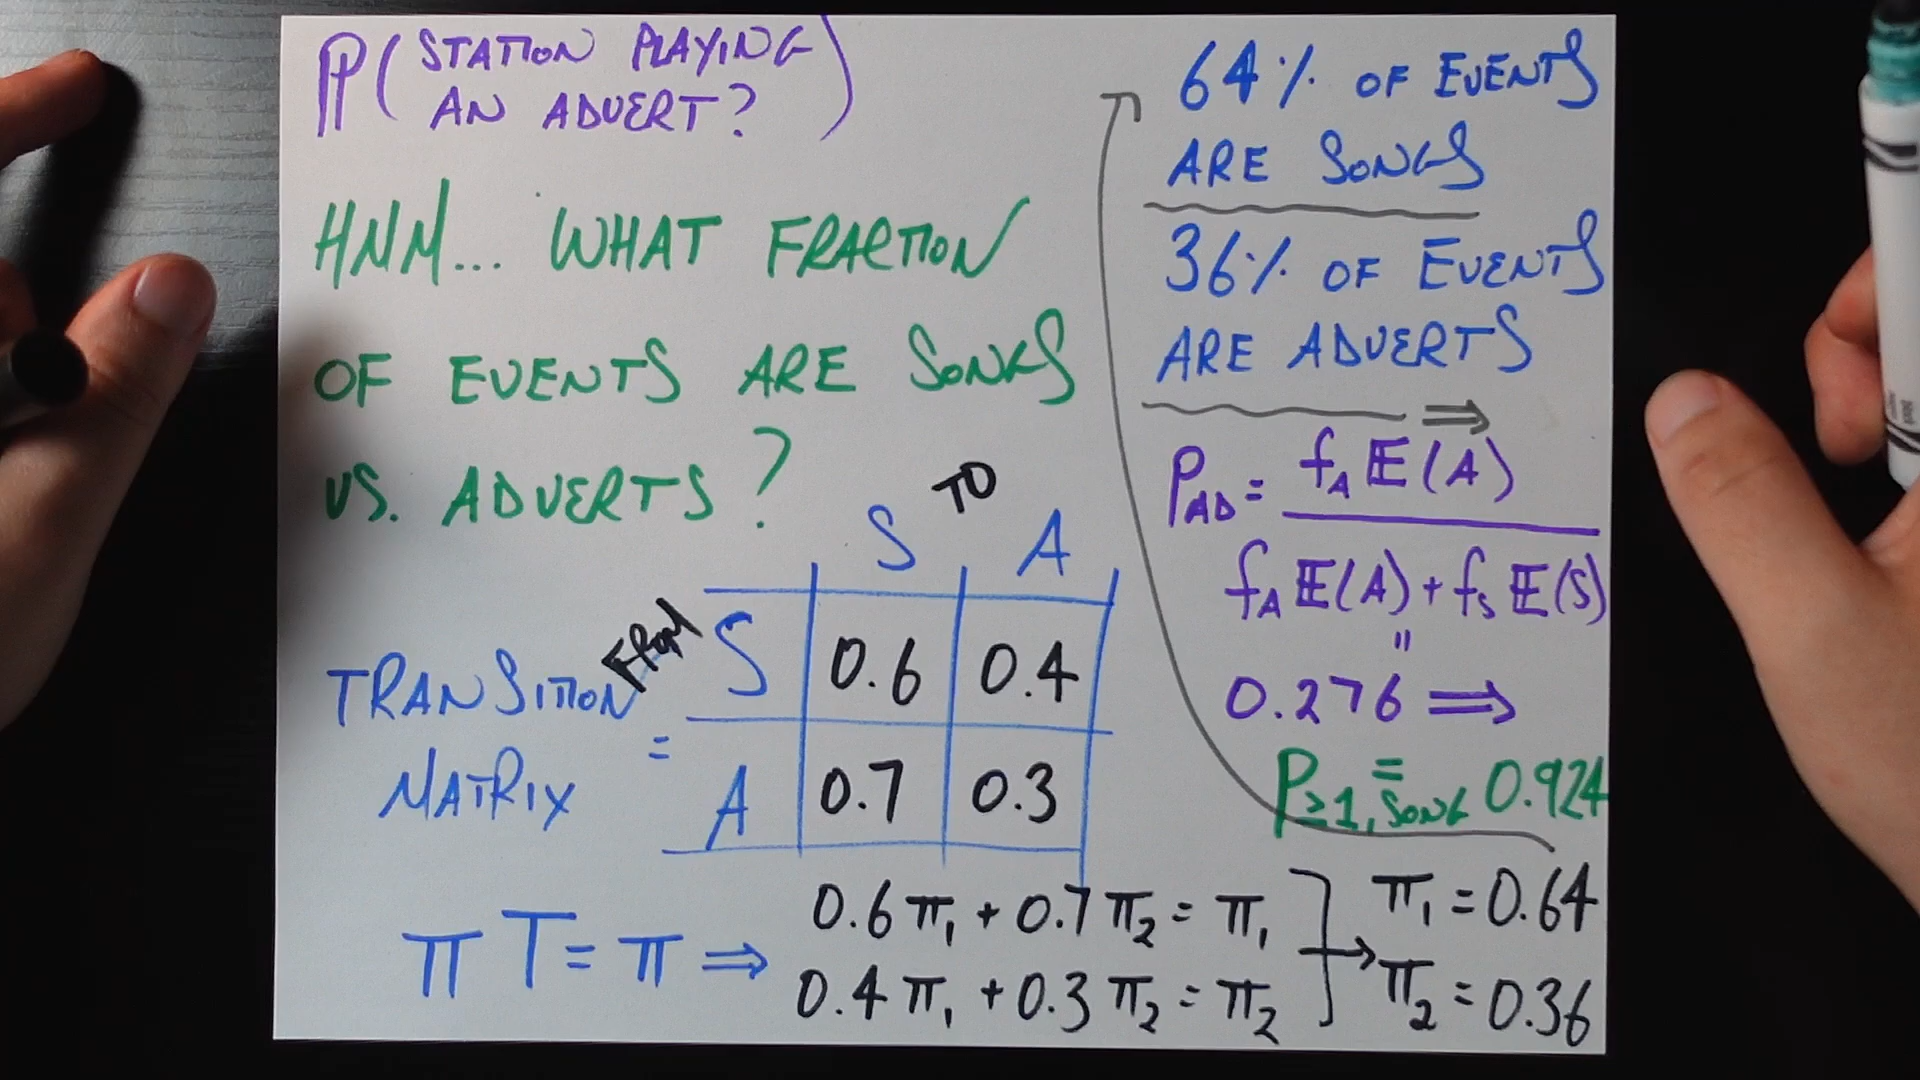 ℙ(STATION PLAYING
AN ADVERT?)
HMM... WHAT FRACTION
OF EVENTS ARE SONGS
VS. ADVERTS?
TRANSITION
MATRIX =
FROM
TO
S A
S 0.6 0.4
A 0.7 0.3
πT = π ⇒
0.6π₁ + 0.7π₂ = π₁
0.4π₁ + 0.3π₂ = π₂
π₁ = 0.64
π₂ = 0.36
64% OF EVENTS
ARE SONGS
36% OF EVENTS
ARE ADVERTS
⇒
P_AD = f_A 𝔼(A)
f_A 𝔼(A) + f_S 𝔼(S)
=
0.276 ⇒
P_≥1, SONG = 0.924